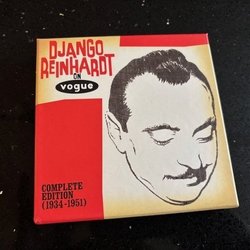 DJANGO
REINHARDT
ON
vogue
COMPLETE
EDITION
(1934-1951)